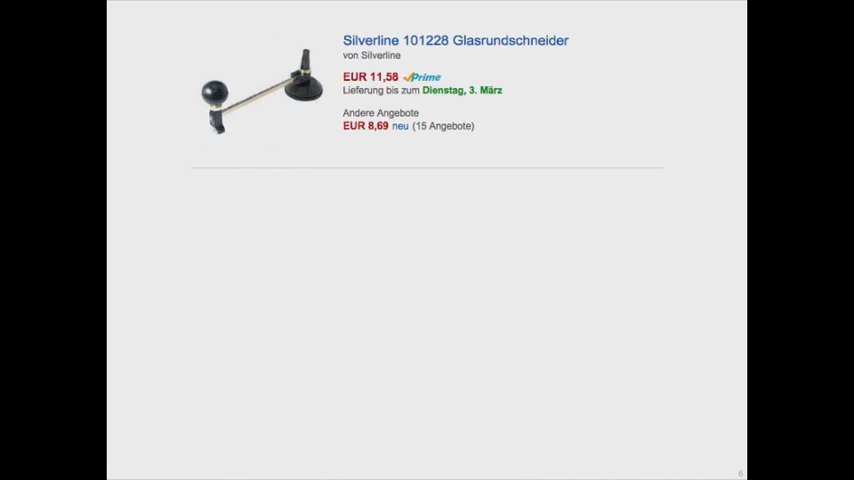 Silverline 101228 Glasrundschneider
von Silverline
EUR 11,58 Prime
Lieferung bis zum Dienstag, 3. März
Andere Angebote
EUR 8,69 neu (15 Angebote)
6